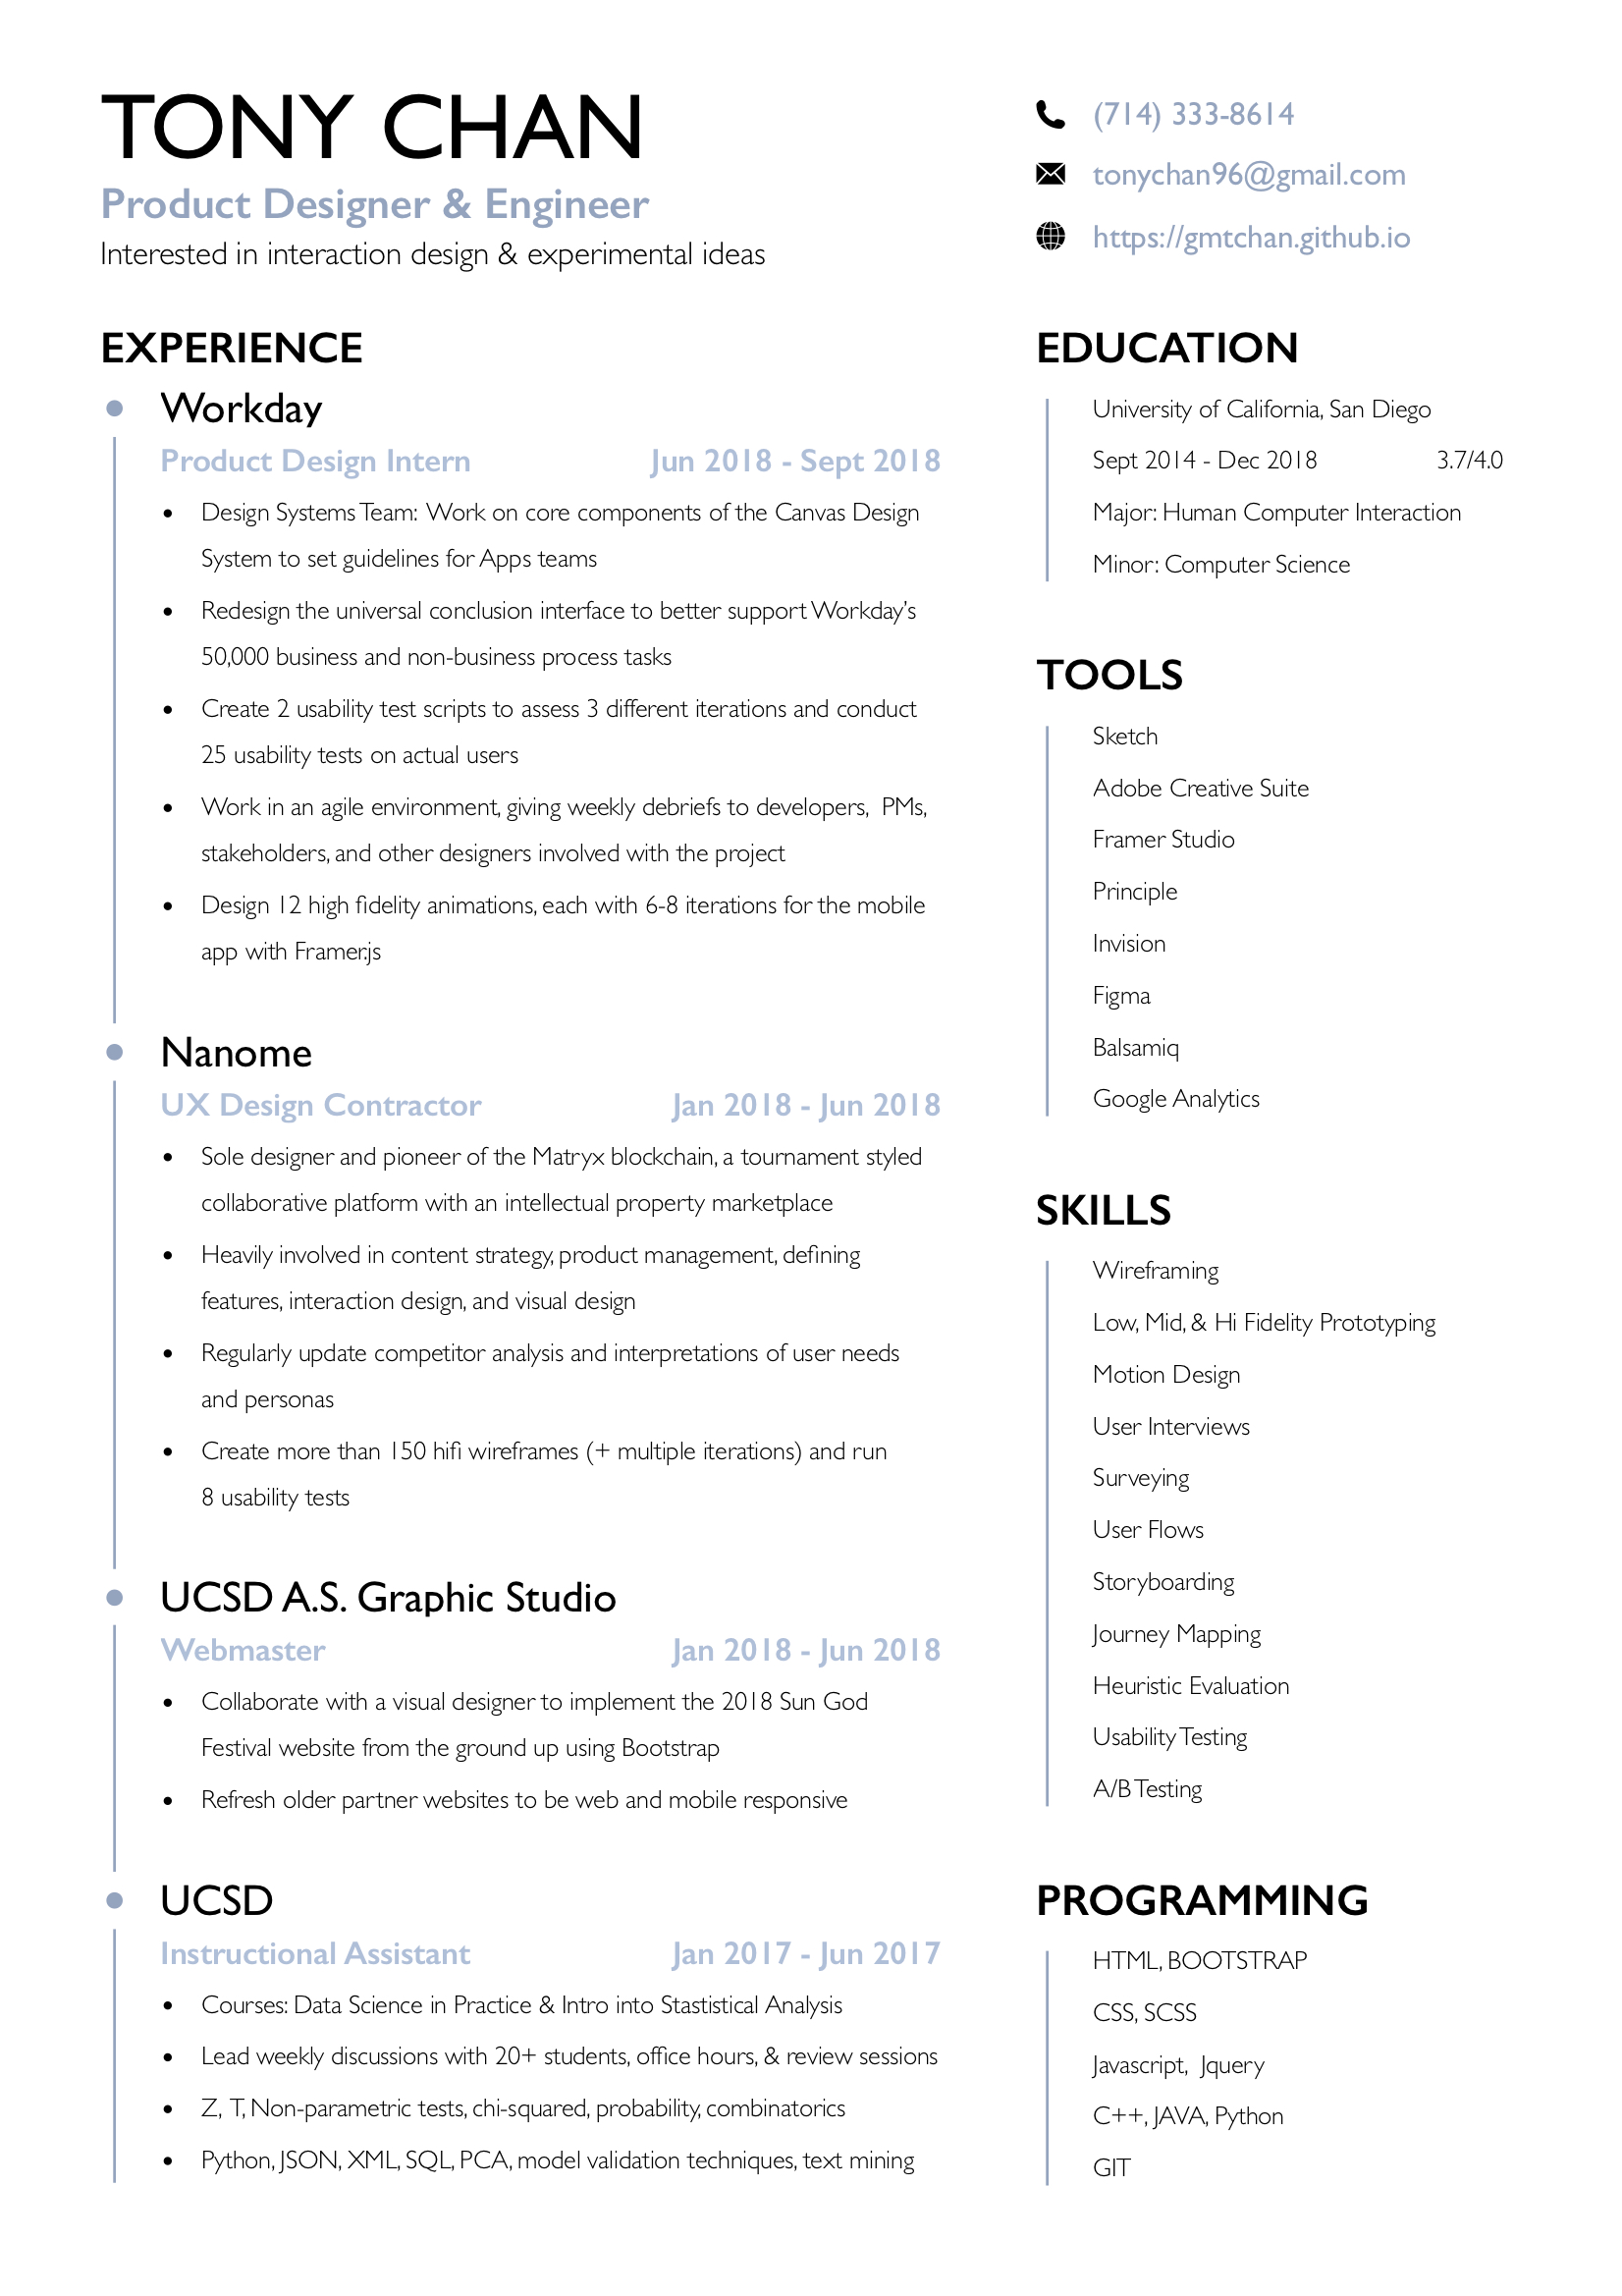 TONY CHAN
Product Designer & Engineer
Interested in interaction design & experimental ideas
(714) 333-8614
tonychan96@gmail.com
https://gmtchan.github.io
EXPERIENCE
Workday
Product Design Intern Jun 2018 - Sept 2018
• Design Systems Team: Work on core components of the Canvas Design
System to set guidelines for Apps teams
• Redesign the universal conclusion interface to better support Workday’s
50,000 business and non-business process tasks
• Create 2 usability test scripts to assess 3 different iterations and conduct
25 usability tests on actual users
• Work in an agile environment, giving weekly debriefs to developers, PMs,
stakeholders, and other designers involved with the project
• Design 12 high fidelity animations, each with 6-8 iterations for the mobile
app with Framer.js
Nanome
UX Design Contractor Jan 2018 - Jun 2018
• Sole designer and pioneer of the Matryx blockchain, a tournament styled
collaborative platform with an intellectual property marketplace
• Heavily involved in content strategy, product management, defining
features, interaction design, and visual design
• Regularly update competitor analysis and interpretations of user needs
and personas
• Create more than 150 hifi wireframes (+ multiple iterations) and run
8 usability tests
UCSD A.S. Graphic Studio
Webmaster Jan 2018 - Jun 2018
• Collaborate with a visual designer to implement the 2018 Sun God
Festival website from the ground up using Bootstrap
• Refresh older partner websites to be web and mobile responsive
UCSD
Instructional Assistant Jan 2017 - Jun 2017
• Courses: Data Science in Practice & Intro into Stastistical Analysis
• Lead weekly discussions with 20+ students, office hours, & review sessions
• Z, T, Non-parametric tests, chi-squared, probability, combinatorics
• Python, JSON, XML, SQL, PCA, model validation techniques, text mining
EDUCATION
University of California, San Diego
Sept 2014 - Dec 2018 3.7/4.0
Major: Human Computer Interaction
Minor: Computer Science
TOOLS
Sketch
Adobe Creative Suite
Framer Studio
Principle
Invision
Figma
Balsamiq
Google Analytics
SKILLS
Wireframing
Low, Mid, & Hi Fidelity Prototyping
Motion Design
User Interviews
Surveying
User Flows
Storyboarding
Journey Mapping
Heuristic Evaluation
Usability Testing
A/B Testing
PROGRAMMING
HTML, BOOTSTRAP
CSS, SCSS
Javascript, Jquery
C++, JAVA, Python
GIT